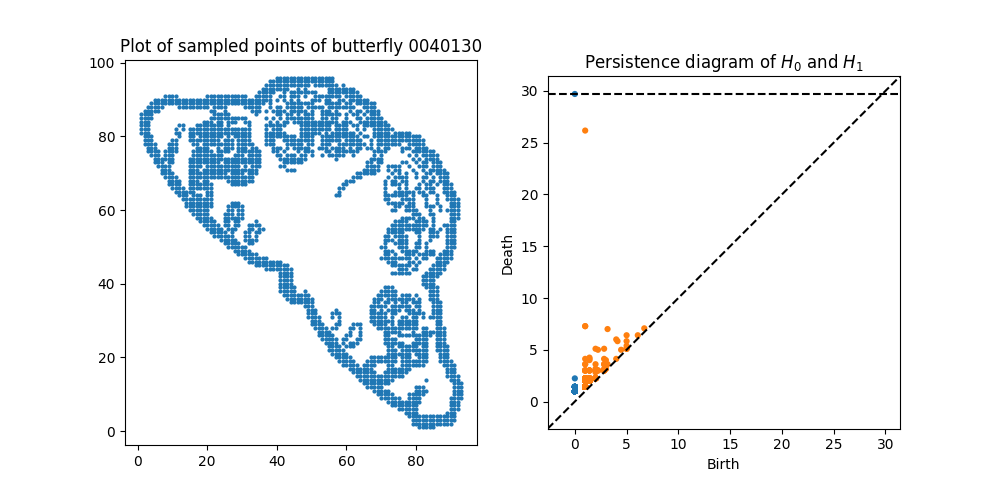 Plot of sampled points of butterfly 0040130
100
80
60
40
20
0
0 20 40 60 80
Persistence diagram of H₀ and H₁
Death
30
25
20
15
10
5
0
0 5 10 15 20 25 30
Birth